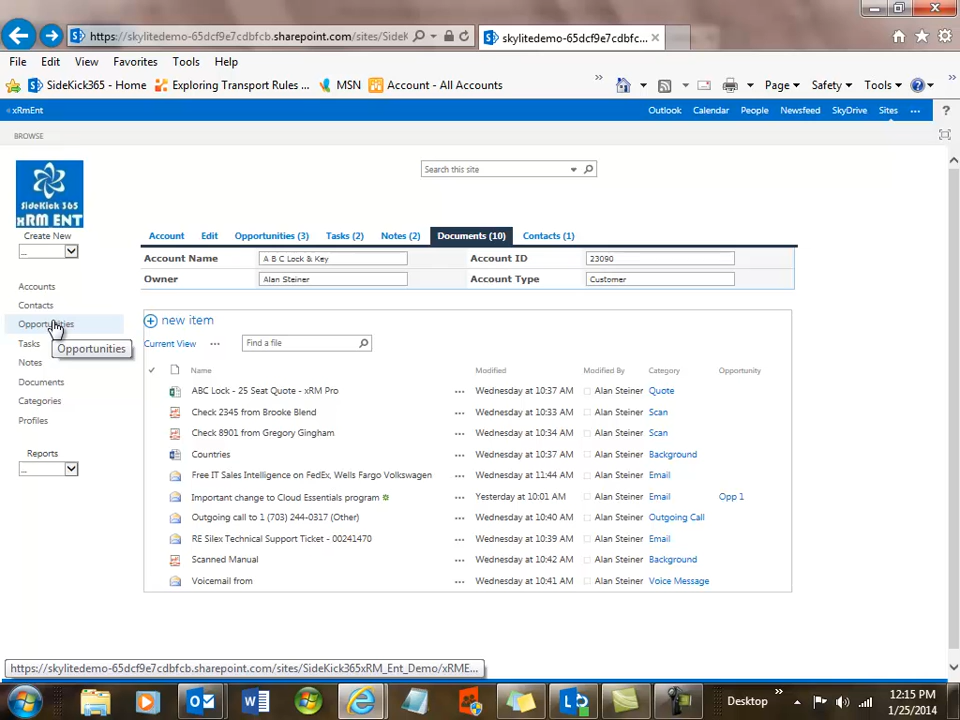 https://skylitedemo-65dcf9e7cdbfcb.sharepoint.com/sites/SideK
skylitedemo-65dcf9e7cdbfc...
File Edit View Favorites Tools Help
SideKick365 - Home
Exploring Transport Rules ...
MSN
Account - All Accounts
Page Safety Tools
xRmEnt
Outlook Calendar People Newsfeed SkyDrive Sites ... ?
BROWSE
SideKick 365
xRM ENT
Search this site
Create New
Account Edit Opportunities (3) Tasks (2) Notes (2) Documents (10) Contacts (1)
Account Name A B C Lock & Key Account ID 23090
Owner Alan Steiner Account Type Customer
Accounts
Contacts
Opportunities
Tasks
Opportunities
Notes
Documents
Categories
Profiles
Reports
new item
Current View ... Find a file
Name Modified Modified By Category Opportunity
ABC Lock - 25 Seat Quote - xRM Pro ... Wednesday at 10:37 AM Alan Steiner Quote
Check 2345 from Brooke Blend ... Wednesday at 10:33 AM Alan Steiner Scan
Check 8901 from Gregory Gingham ... Wednesday at 10:34 AM Alan Steiner Scan
Countries ... Wednesday at 10:37 AM Alan Steiner Background
Free IT Sales Intelligence on FedEx, Wells Fargo Volkswagen ... Wednesday at 11:44 AM Alan Steiner Email
Important change to Cloud Essentials program ... Yesterday at 10:01 AM Alan Steiner Email Opp 1
Outgoing call to 1 (703) 244-0317 (Other) ... Wednesday at 10:40 AM Alan Steiner Outgoing Call
RE Silex Technical Support Ticket - 00241470 ... Wednesday at 10:39 AM Alan Steiner Email
Scanned Manual ... Wednesday at 10:42 AM Alan Steiner Background
Voicemail from ... Wednesday at 10:41 AM Alan Steiner Voice Message
https://skylitedemo-65dcf9e7cdbfcb.sharepoint.com/sites/SideKick365xRM_Ent_Demo/xRME...
Desktop
12:15 PM
1/25/2014